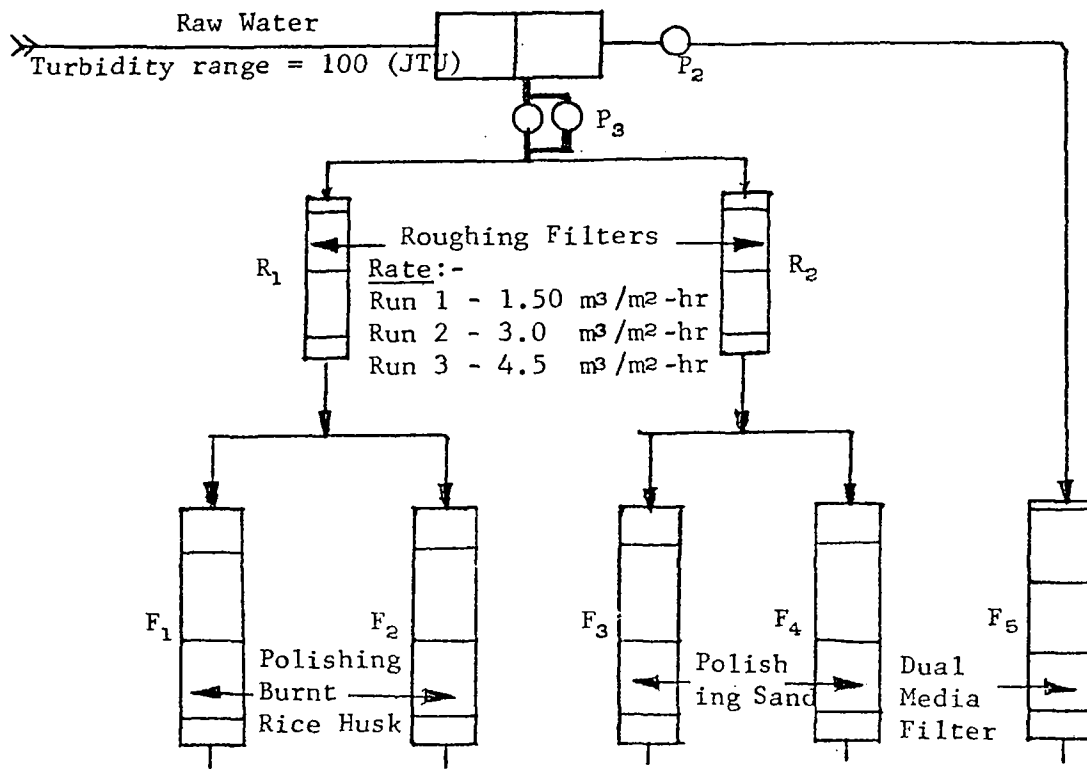 Raw Water
Turbidity range = 100 (JTU)
P₂
P₃
Roughing Filters
R₁
R₂
Rate:-
Run 1 - 1.50 m³/m²-hr
Run 2 - 3.0 m³/m²-hr
Run 3 - 4.5 m³/m²-hr
F₁
F₂
F₃
F₄
F₅
Polishing
Burnt
Rice Husk
Polish
ing Sand
Dual
Media
Filter